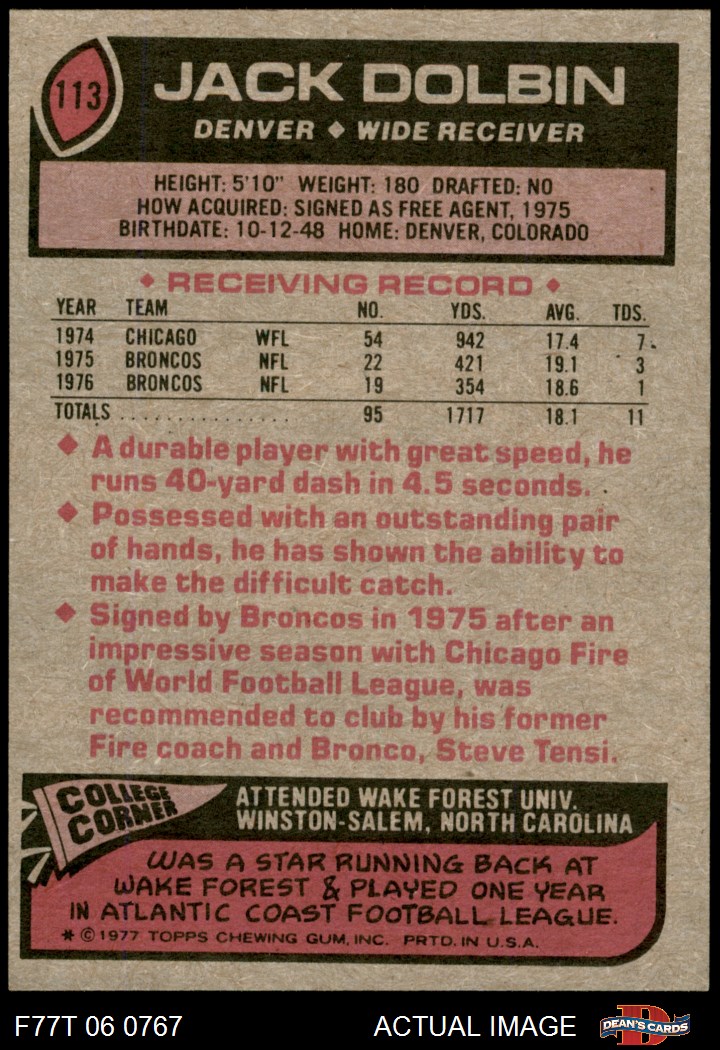 113
JACK DOLBIN
DENVER ♦ WIDE RECEIVER
HEIGHT: 5'10" WEIGHT: 180 DRAFTED: NO
HOW ACQUIRED: SIGNED AS FREE AGENT, 1975
BIRTHDATE: 10-12-48 HOME: DENVER, COLORADO
♦ RECEIVING RECORD ♦
YEAR TEAM NO. YDS. AVG. TDS.
1974 CHICAGO WFL 54 942 17.4 7
1975 BRONCOS NFL 22 421 19.1 3
1976 BRONCOS NFL 19 354 18.6 1
TOTALS . . . . . . . . . . . . . . . 95 1717 18.1 11
♦ A durable player with great speed, he
runs 40-yard dash in 4.5 seconds.
♦ Possessed with an outstanding pair
of hands, he has shown the ability to
make the difficult catch.
♦ Signed by Broncos in 1975 after an
impressive season with Chicago Fire
of World Football League, was
recommended to club by his former
Fire coach and Bronco, Steve Tensi.
COLLEGE
CORNER
ATTENDED WAKE FOREST UNIV.
WINSTON-SALEM, NORTH CAROLINA
WAS A STAR RUNNING BACK AT
WAKE FOREST & PLAYED ONE YEAR
IN ATLANTIC COAST FOOTBALL LEAGUE.
* © 1977 TOPPS CHEWING GUM, INC. PRTD. IN U.S.A.
F77T 06 0767 ACTUAL IMAGE D DEAN'S CARDS